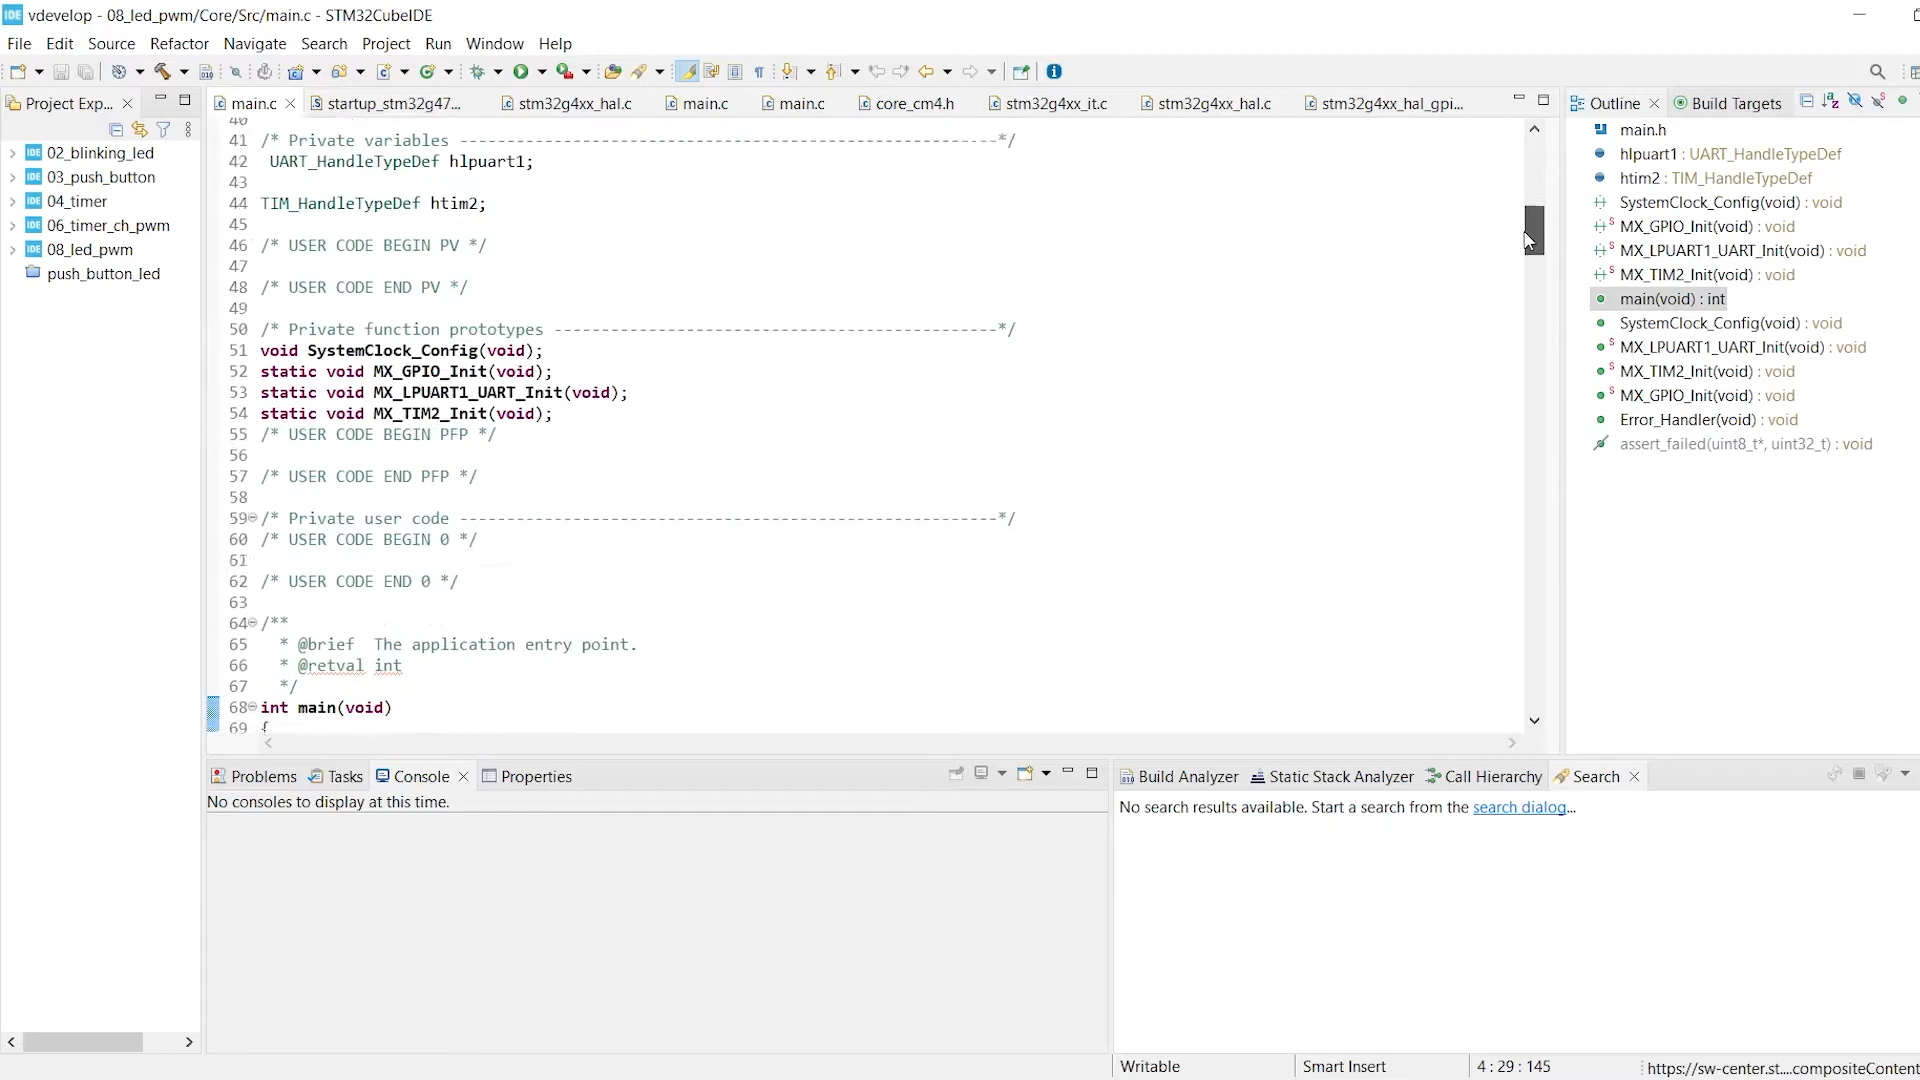 vdevelop - 08_led_pwm/Core/Src/main.c - STM32CubeIDE
File Edit Source Refactor Navigate Search Project Run Window Help
Project Exp...
02_blinking_led
03_push_button
04_timer
06_timer_ch_pwm
08_led_pwm
push_button_led
main.c startup_stm32g47... stm32g4xx_hal.c main.c main.c core_cm4.h stm32g4xx_it.c stm32g4xx_hal.c stm32g4xx_hal_gpi...
40
41 /* Private variables ---------------------------------------------------------*/
42 UART_HandleTypeDef hlpuart1;
43
44 TIM_HandleTypeDef htim2;
45
46 /* USER CODE BEGIN PV */
47
48 /* USER CODE END PV */
49
50 /* Private function prototypes -----------------------------------------------*/
51 void SystemClock_Config(void);
52 static void MX_GPIO_Init(void);
53 static void MX_LPUART1_UART_Init(void);
54 static void MX_TIM2_Init(void);
55 /* USER CODE BEGIN PFP */
56
57 /* USER CODE END PFP */
58
59 /* Private user code ---------------------------------------------------------*/
60 /* USER CODE BEGIN 0 */
61
62 /* USER CODE END 0 */
63
64 /**
65 * @brief  The application entry point.
66 * @retval int
67 */
68 int main(void)
69 {
Outline Build Targets
main.h
hlpuart1 : UART_HandleTypeDef
htim2 : TIM_HandleTypeDef
SystemClock_Config(void) : void
MX_GPIO_Init(void) : void
MX_LPUART1_UART_Init(void) : void
MX_TIM2_Init(void) : void
main(void) : int
SystemClock_Config(void) : void
MX_LPUART1_UART_Init(void) : void
MX_TIM2_Init(void) : void
MX_GPIO_Init(void) : void
Error_Handler(void) : void
assert_failed(uint8_t*, uint32_t) : void
Problems Tasks Console Properties
No consoles to display at this time.
Build Analyzer Static Stack Analyzer Call Hierarchy Search
No search results available. Start a search from the search dialog...
Writable Smart Insert 4 : 29 : 145 https://sw-center.st....compositeContent